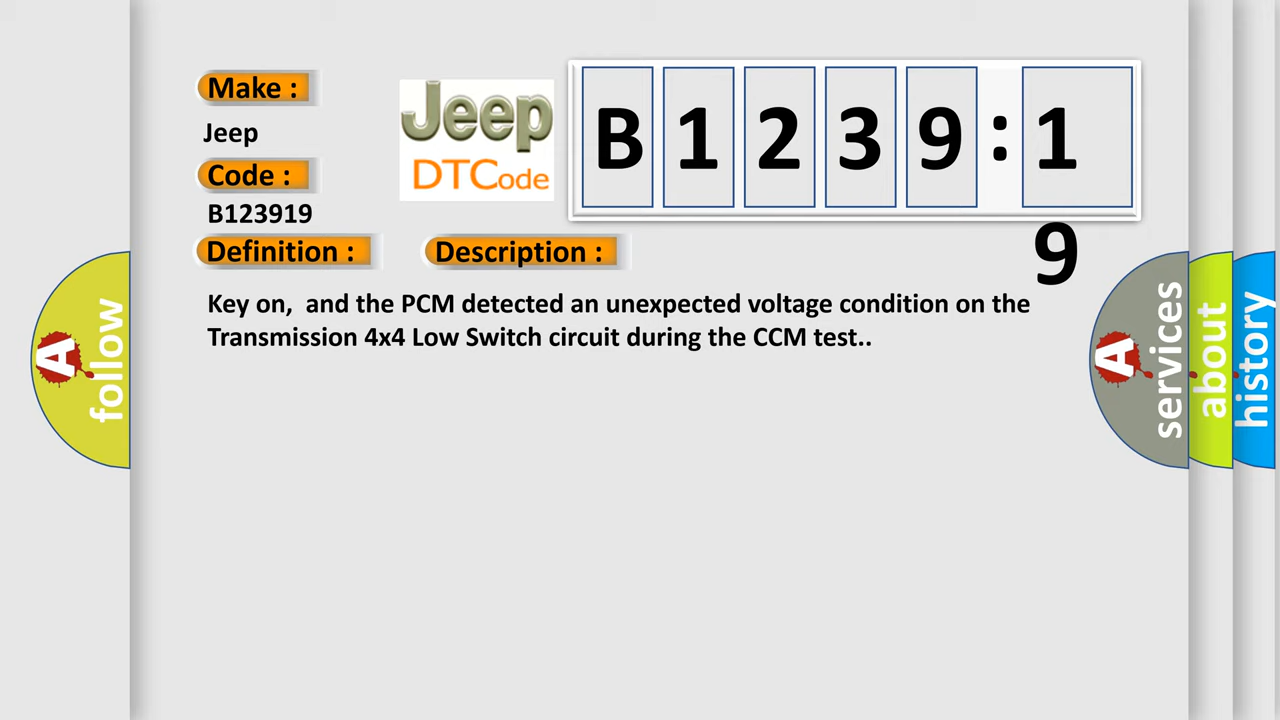 Make :
Jeep
Code :
B123919
Definition :
Description :
Key on,  and the PCM detected an unexpected voltage condition on the
Transmission 4x4 Low Switch circuit during the CCM test..
Jeep
DTCode
B1239:1
9
A follow
A services
about
history